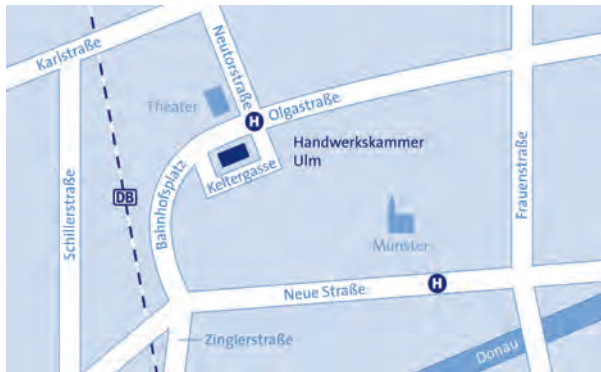 Karlstraße
Neutorstraße
Theater
H
Olgastraße
Handwerkskammer
Ulm
Keltergasse
Bahnhofsplatz
DB
Schillerstraße
Frauenstraße
Münster
H
Neue Straße
Zinglerstraße
Donau